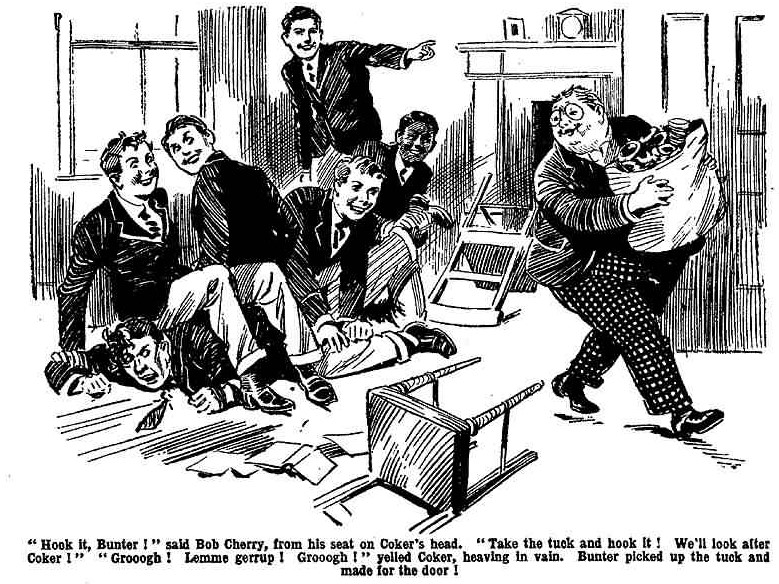 “ Hook it, Bunter ! ” said Bob Cherry, from his seat on Coker's head. “ Take the tuck and hook it ! We'll look after
Coker ! ” “ Grooogh ! Lemme gerrup ! Grooogh ! ” yelled Coker, heaving in vain. Bunter picked up the tuck and
made for the door !